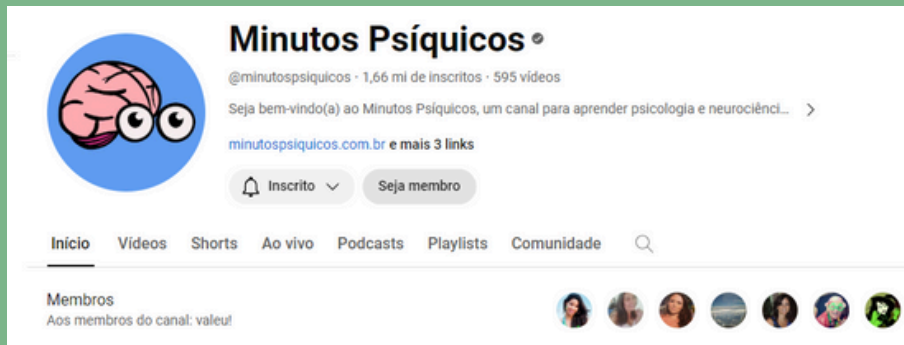 Minutos Psíquicos
@minutospsiquicos · 1,66 mi de inscritos · 595 vídeos
Seja bem-vindo(a) ao Minutos Psíquicos, um canal para aprender psicologia e neurociênci...
minutospsiquicos.com.br e mais 3 links
Inscrito Seja membro
Início Vídeos Shorts Ao vivo Podcasts Playlists Comunidade
Membros
Aos membros do canal: valeu!